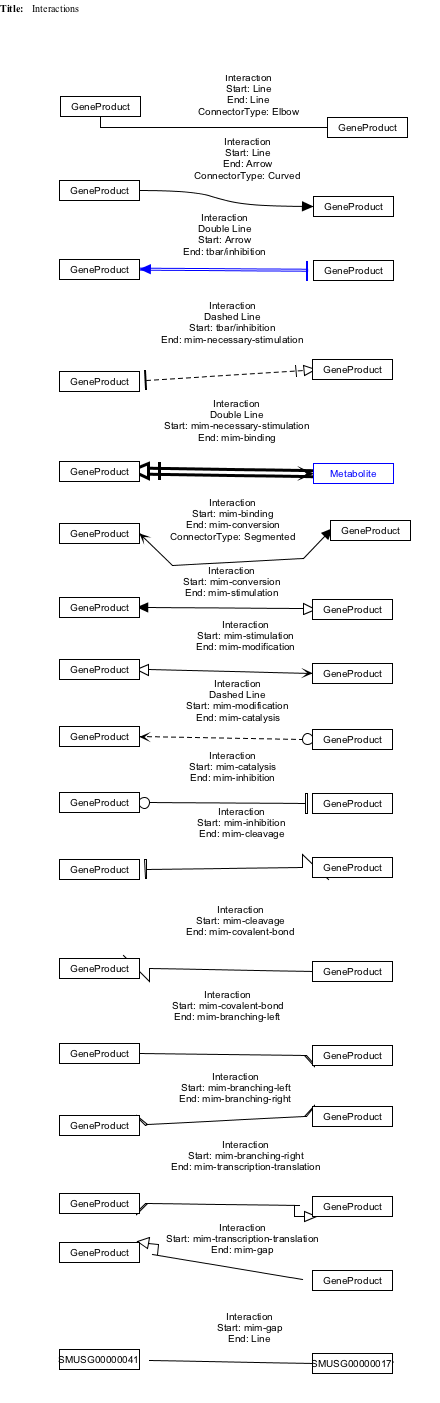 Title: Interactions
Interaction
Start: Line
End: Line
ConnectorType: Elbow
GeneProduct
GeneProduct
Interaction
Start: Line
End: Arrow
ConnectorType: Curved
GeneProduct
GeneProduct
Interaction
Double Line
Start: Arrow
End: tbar/inhibition
GeneProduct
GeneProduct
Interaction
Dashed Line
Start: tbar/inhibition
End: mim-necessary-stimulation
GeneProduct
GeneProduct
Interaction
Double Line
Start: mim-necessary-stimulation
End: mim-binding
GeneProduct
Metabolite
Interaction
Start: mim-binding
End: mim-conversion
ConnectorType: Segmented
GeneProduct
GeneProduct
Interaction
Start: mim-conversion
End: mim-stimulation
GeneProduct
GeneProduct
Interaction
Start: mim-stimulation
End: mim-modification
GeneProduct
GeneProduct
Interaction
Dashed Line
Start: mim-modification
End: mim-catalysis
GeneProduct
GeneProduct
Interaction
Start: mim-catalysis
End: mim-inhibition
GeneProduct
GeneProduct
Interaction
Start: mim-inhibition
End: mim-cleavage
GeneProduct
GeneProduct
Interaction
Start: mim-cleavage
End: mim-covalent-bond
GeneProduct
GeneProduct
Interaction
Start: mim-covalent-bond
End: mim-branching-left
GeneProduct
GeneProduct
Interaction
Start: mim-branching-left
End: mim-branching-right
GeneProduct
GeneProduct
Interaction
Start: mim-branching-right
End: mim-transcription-translation
GeneProduct
GeneProduct
Interaction
Start: mim-transcription-translation
End: mim-gap
GeneProduct
GeneProduct
Interaction
Start: mim-gap
End: Line
SMUSG00000041
SMUSG00000017